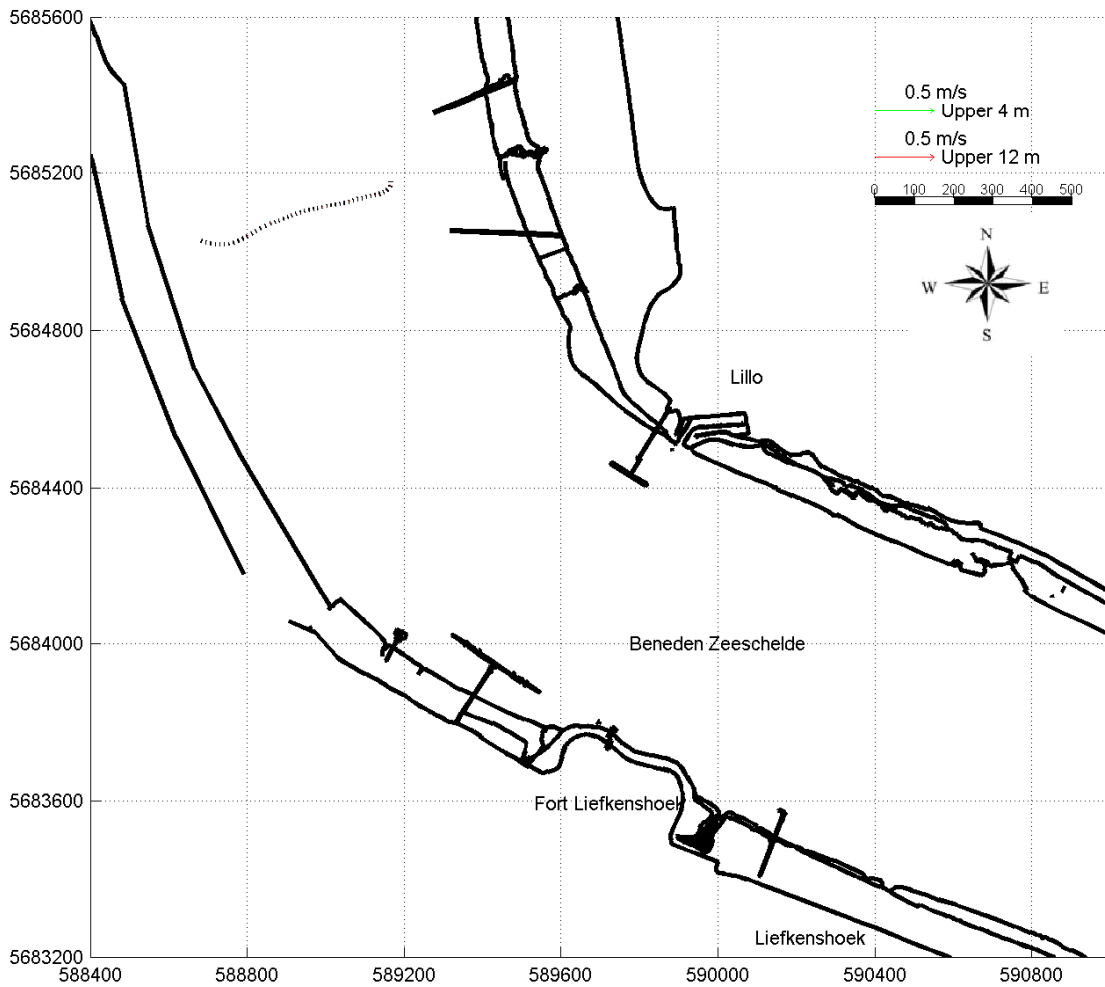 5685600
0.5 m/s
Upper 4 m
0.5 m/s
Upper 12 m
5685200
0 100 200 300 400 500
N
W E
S
5684800
Lillo
5684400
5684000
Beneden Zeeschelde
5683600
Fort Liefkenshoek
Liefkenshoek
5683200
588400 588800 589200 589600 590000 590400 590800